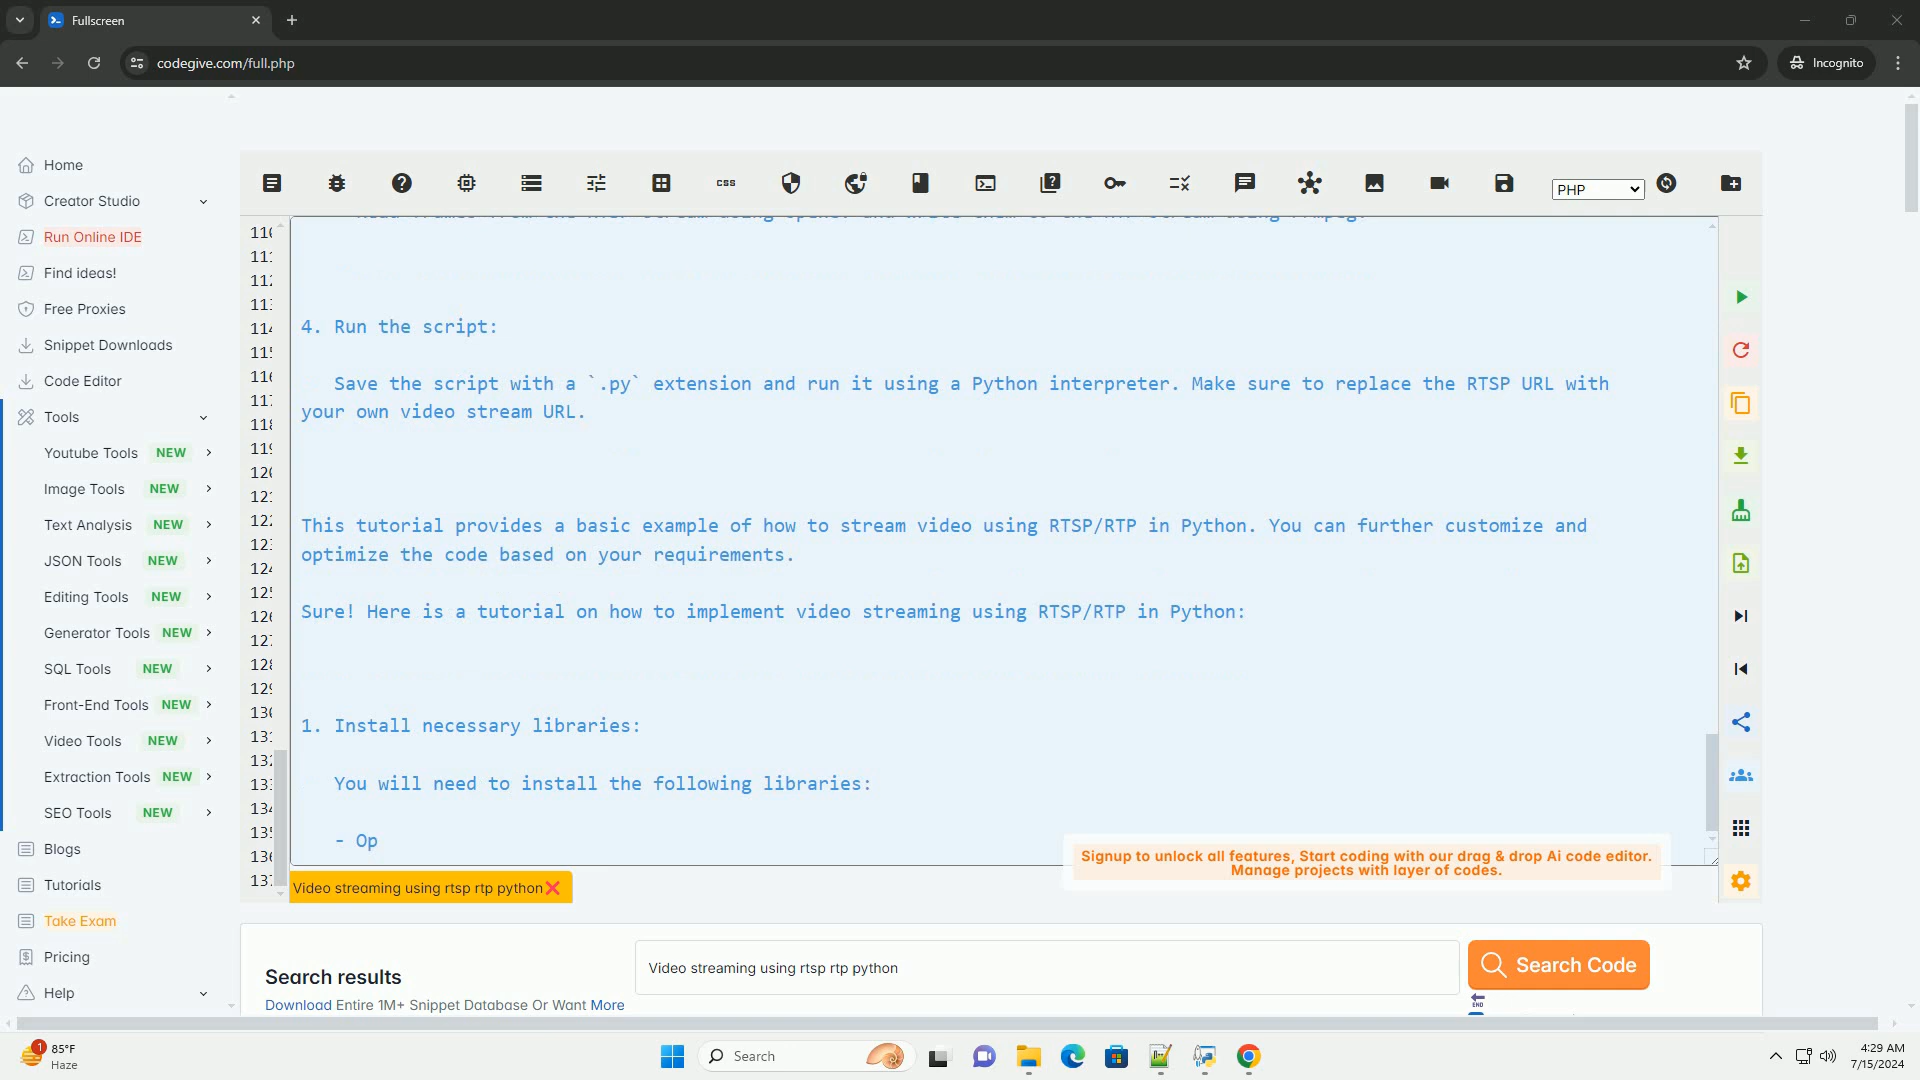 Fullscreen
codegive.com/full.php
Incognito
Home
Creator Studio
Run Online IDE
Find ideas!
Free Proxies
Snippet Downloads
Code Editor
Tools
Youtube Tools NEW
Image Tools NEW
Text Analysis NEW
JSON Tools NEW
Editing Tools NEW
Generator Tools NEW
SQL Tools NEW
Front-End Tools NEW
Video Tools NEW
Extraction Tools NEW
SEO Tools NEW
Blogs
Tutorials
Take Exam
Pricing
Help
css
PHP
4. Run the script:
Save the script with a `.py` extension and run it using a Python interpreter. Make sure to replace the RTSP URL with
your own video stream URL.
This tutorial provides a basic example of how to stream video using RTSP/RTP in Python. You can further customize and
optimize the code based on your requirements.
Sure! Here is a tutorial on how to implement video streaming using RTSP/RTP in Python:
1. Install necessary libraries:
You will need to install the following libraries:
- Op
Signup to unlock all features, Start coding with our drag & drop Ai code editor.
Manage projects with layer of codes.
Video streaming using rtsp rtp python
Search results
Download Entire 1M+ Snippet Database Or Want More
Video streaming using rtsp rtp python
Search Code
END
1
85°F
Haze
Search
4:29 AM
7/15/2024